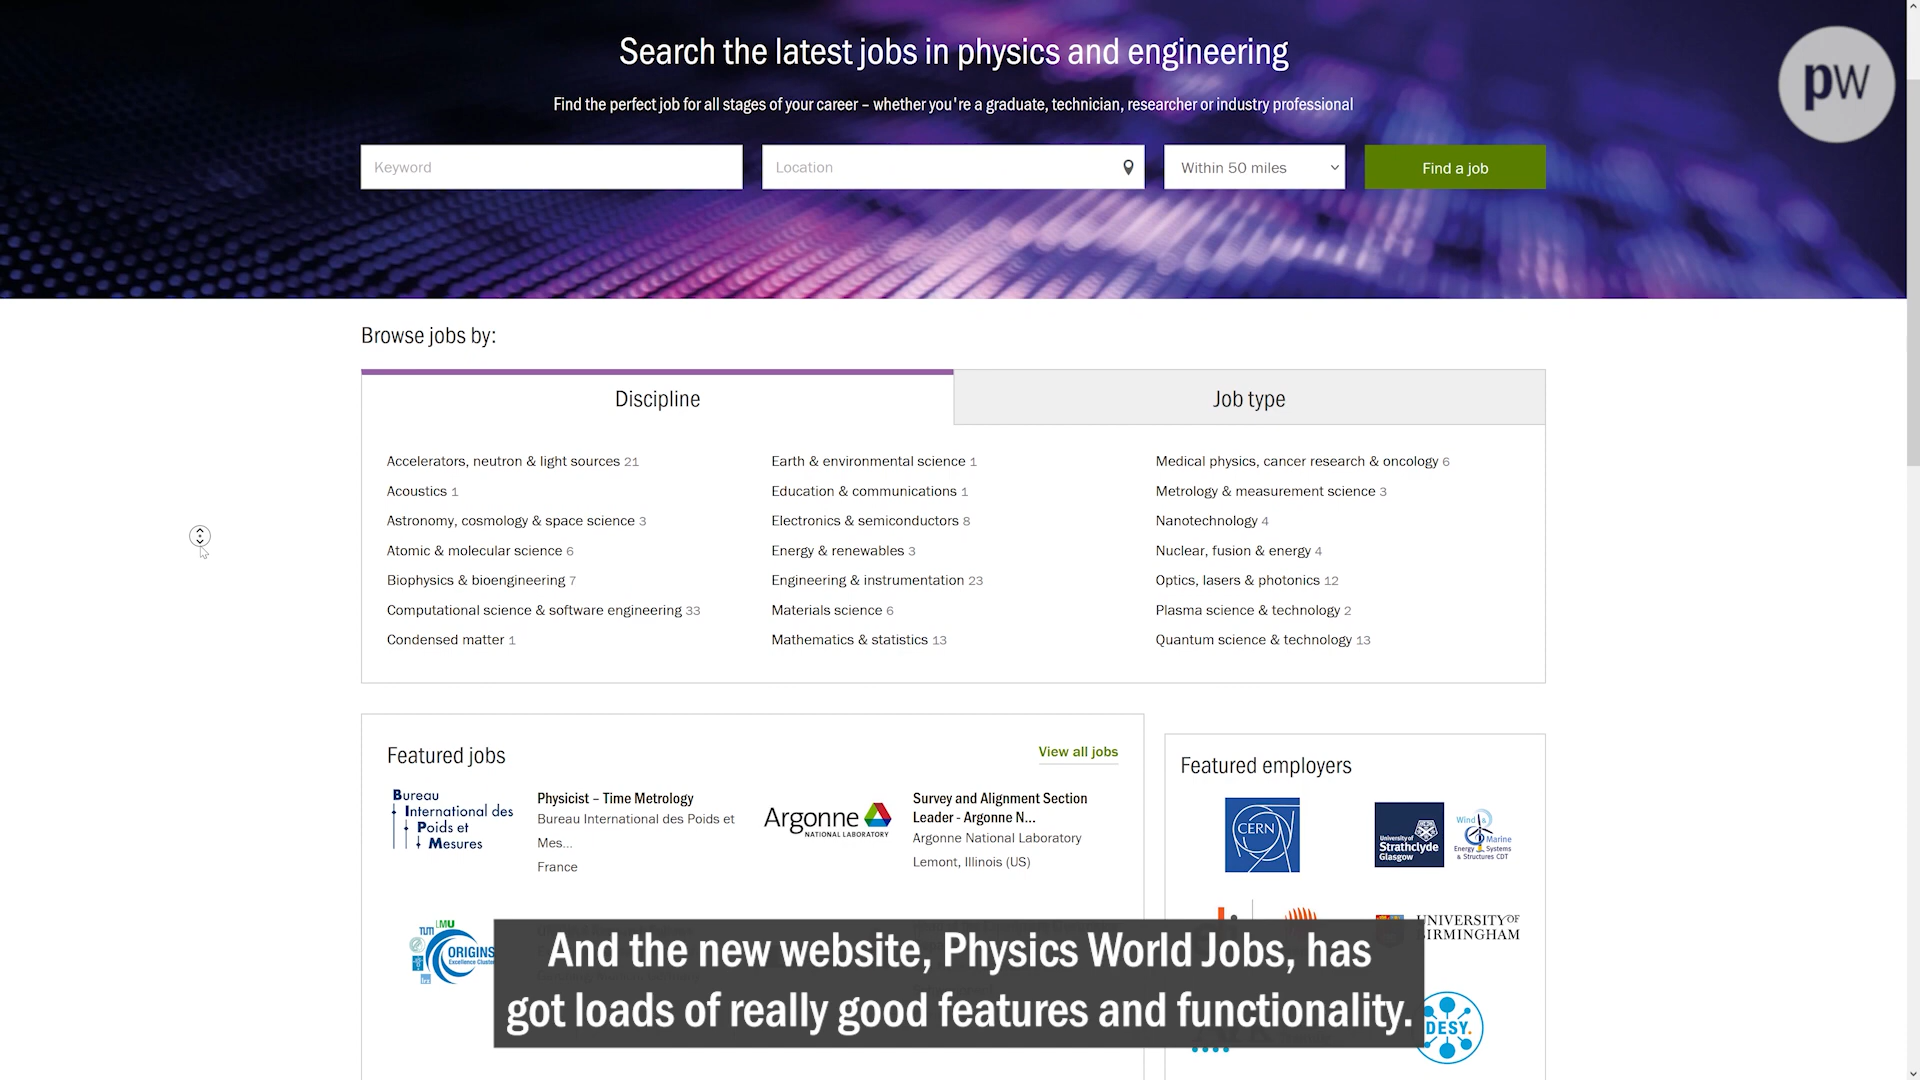 Search the latest jobs in physics and engineering
pw
Find the perfect job for all stages of your career – whether you're a graduate, technician, researcher or industry professional
Keyword
Location
Within 50 miles
Find a job
Browse jobs by:
Discipline
Job type
Accelerators, neutron & light sources 21
Acoustics 1
Astronomy, cosmology & space science 3
Atomic & molecular science 6
Biophysics & bioengineering 7
Computational science & software engineering 33
Condensed matter 1
Earth & environmental science 1
Education & communications 1
Electronics & semiconductors 8
Energy & renewables 3
Engineering & instrumentation 23
Materials science 6
Mathematics & statistics 13
Medical physics, cancer research & oncology 6
Metrology & measurement science 3
Nanotechnology 4
Nuclear, fusion & energy 4
Optics, lasers & photonics 12
Plasma science & technology 2
Quantum science & technology 13
Featured jobs
View all jobs
Bureau
International des
Poids et
Mesures
Physicist – Time Metrology
Bureau International des Poids et
Mes...
France
Argonne
NATIONAL LABORATORY
Survey and Alignment Section
Leader - Argonne N...
Argonne National Laboratory
Lemont, Illinois (US)
LMU
TUM
ORIGINS
Excellence Cluster
Featured employers
CERN
University of
Strathclyde
Glasgow
Wind &
Marine
Energy Systems
& Structures CDT
UNIVERSITY OF
BIRMINGHAM
DESY.
And the new website, Physics World Jobs, has
got loads of really good features and functionality.